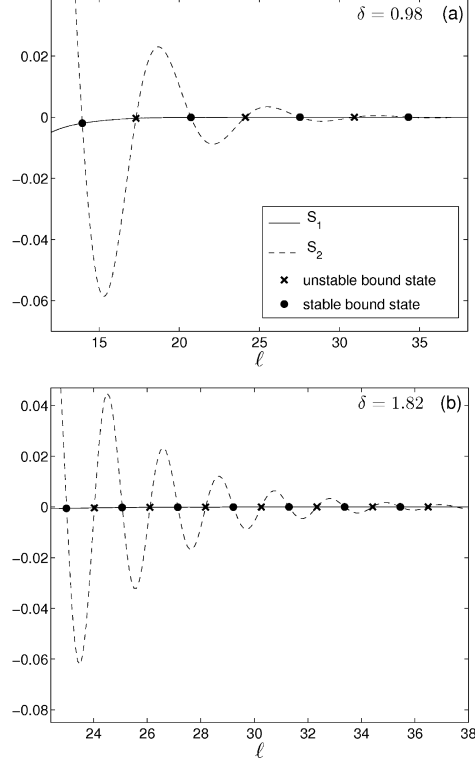 δ = 0.98 (a)
0.02
0
−0.02
−0.04
−0.06
S1
S2
unstable bound state
stable bound state
15 20 25 30 35
ℓ
δ = 1.82 (b)
0.04
0.02
0
−0.02
−0.04
−0.06
−0.08
24 26 28 30 32 34 36 38
ℓ